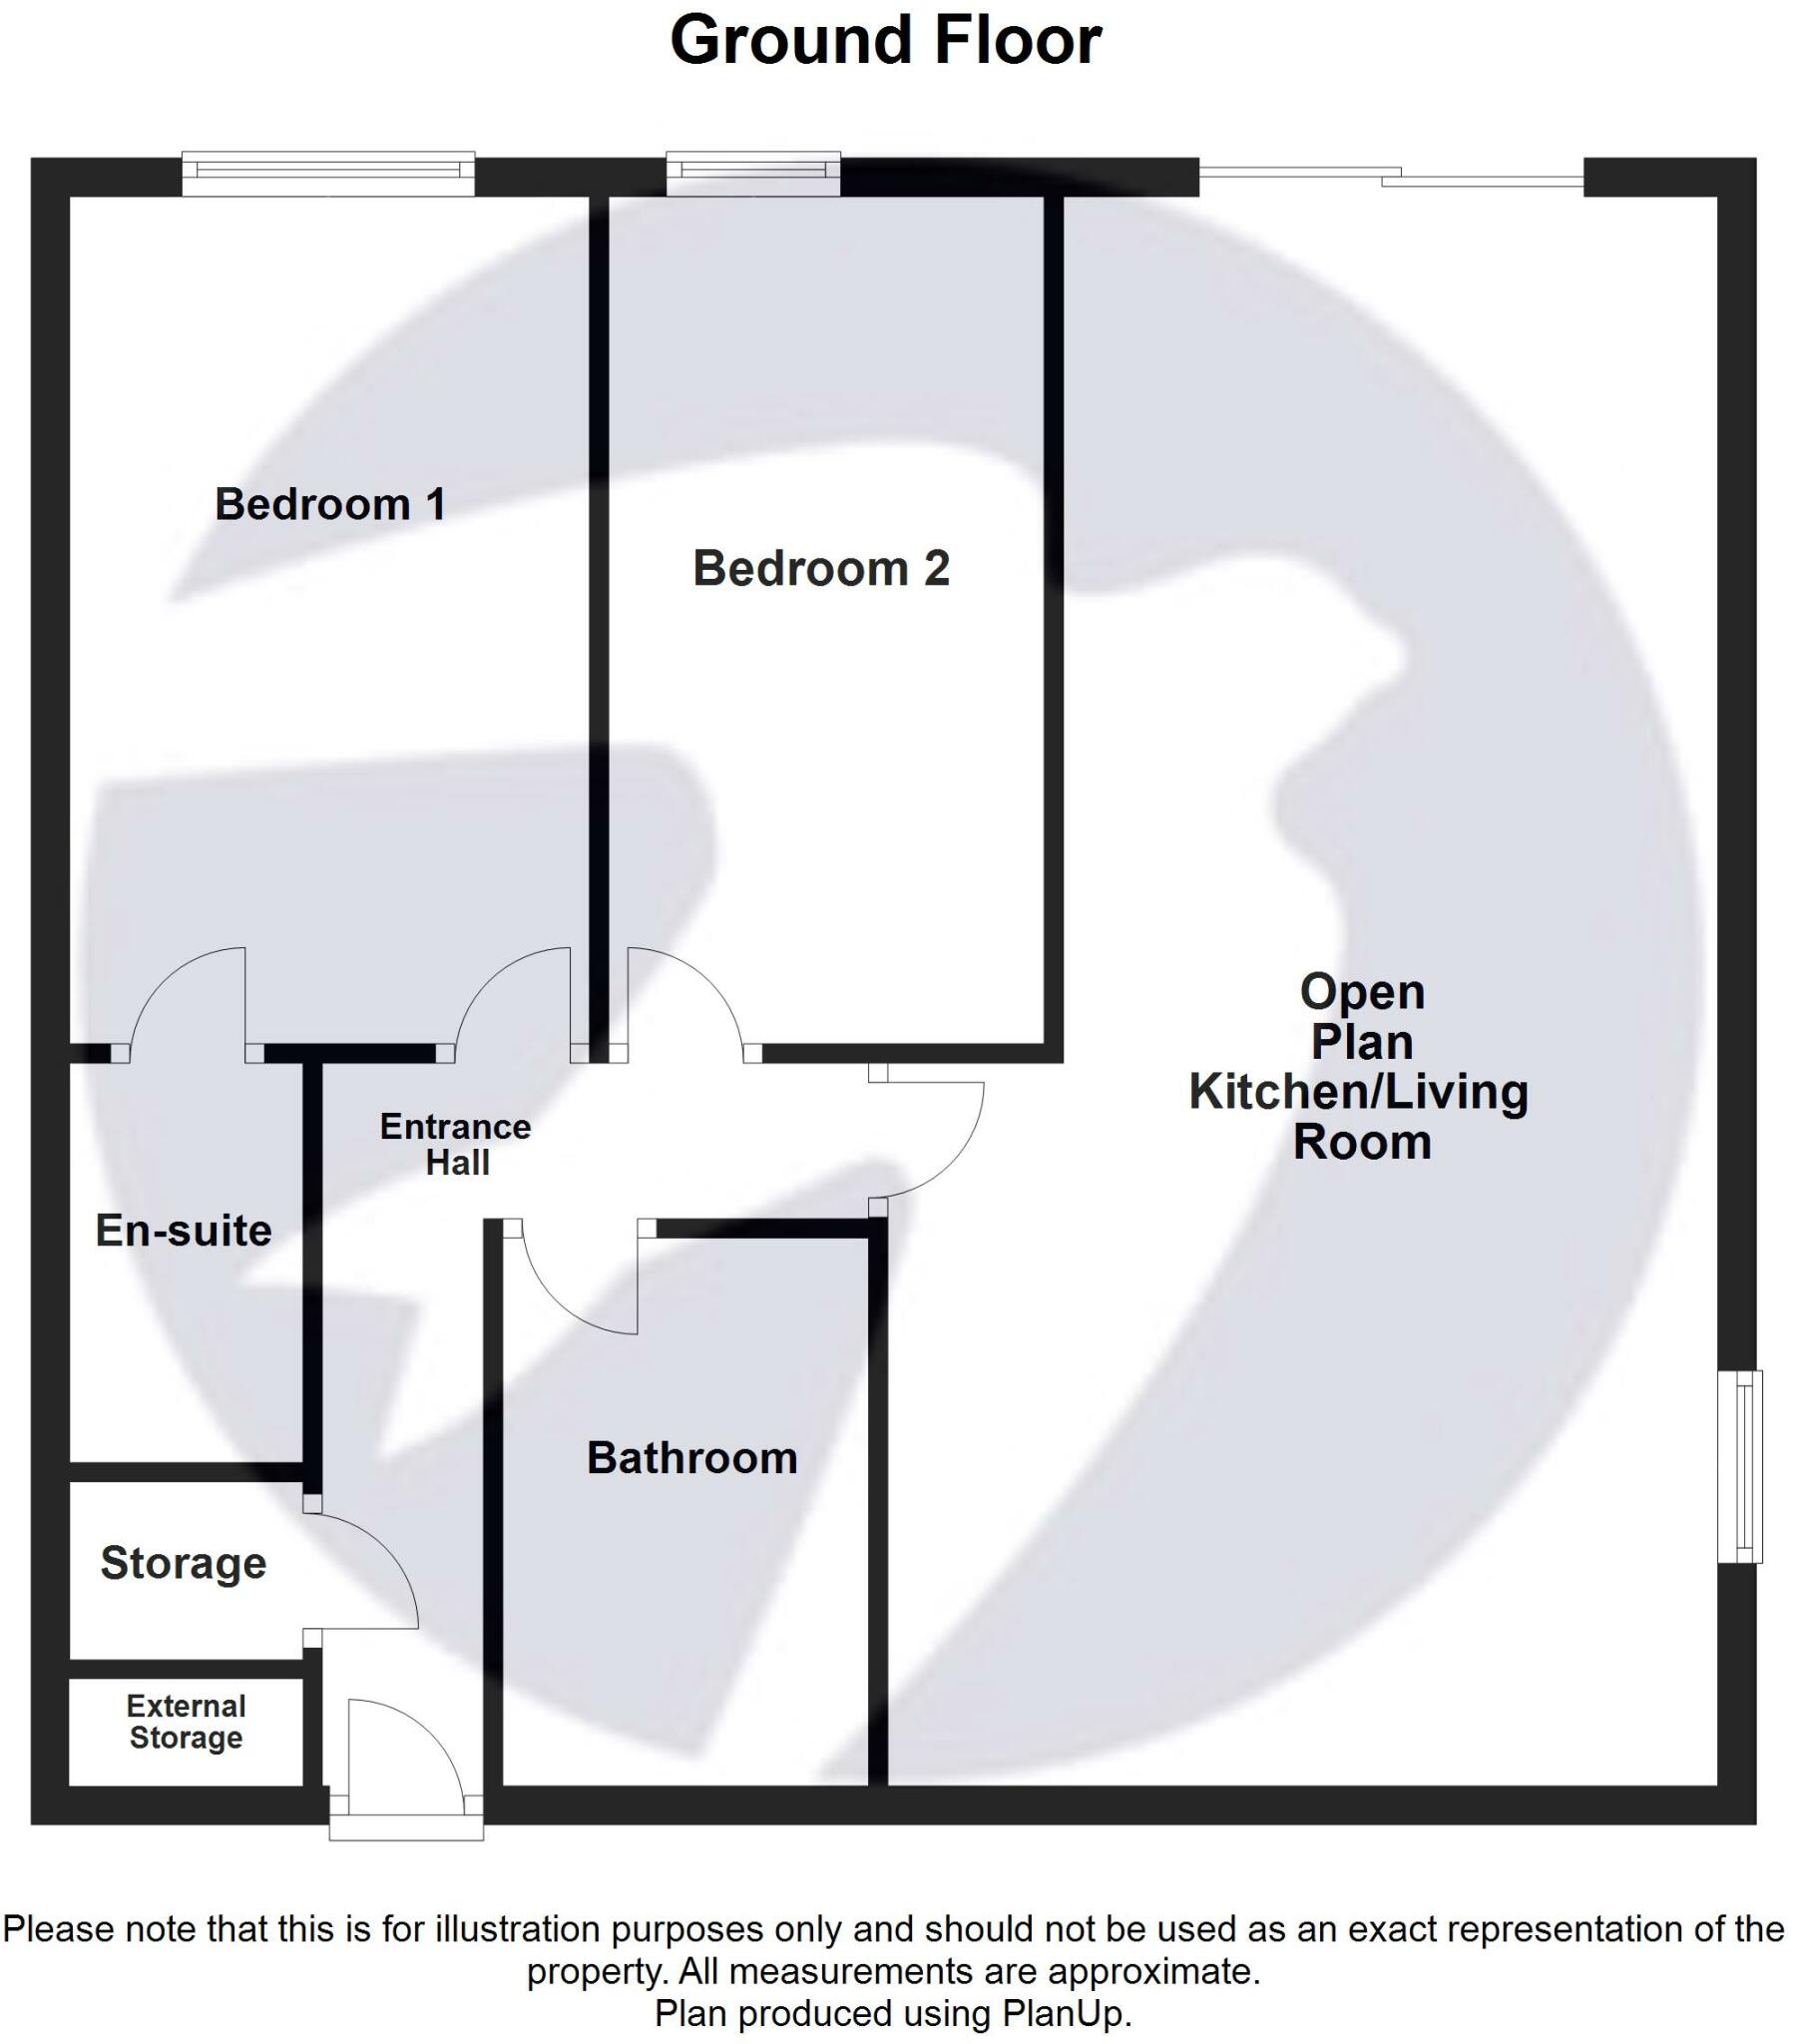 Ground Floor
Bedroom 1
Bedroom 2
Open
Plan
Kitchen/Living
Room
Entrance
Hall
En-suite
Bathroom
Storage
External
Storage
Please note that this is for illustration purposes only and should not be used as an exact representation of the
property. All measurements are approximate.
Plan produced using PlanUp.